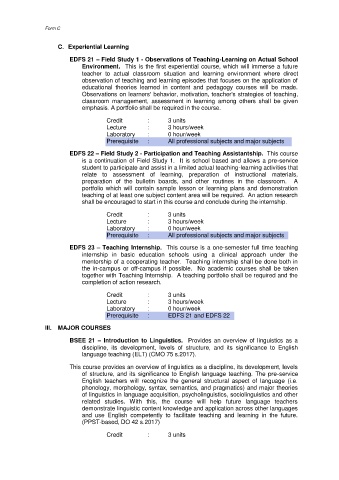 Form C
C. Experiential Learning
EDFS 21 – Field Study 1 - Observations of Teaching-Learning on Actual School
Environment. This is the first experiential course, which will immerse a future
teacher to actual classroom situation and learning environment where direct
observation of teaching and learning episodes that focuses on the application of
educational theories learned in content and pedagogy courses will be made.
Observations on learners' behavior, motivation, teacher's strategies of teaching,
classroom management, assessment in learning among others shall be given
emphasis. A portfolio shall be required in the course.
Credit : 3 units
Lecture : 3 hours/week
Laboratory : 0 hour/week
Prerequisite : All professional subjects and major subjects
EDFS 22 – Field Study 2 - Participation and Teaching Assistantship. This course
is a continuation of Field Study 1. It is school based and allows a pre-service
student to participate and assist in a limited actual teaching-learning activities that
relate to assessment of learning, preparation of instructional materials,
preparation of the bulletin boards, and other routines in the classroom. A
portfolio which will contain sample lesson or learning plans and demonstration
teaching of at least one subject content area will be required. An action research
shall be encouraged to start in this course and conclude during the internship.
Credit : 3 units
Lecture : 3 hours/week
Laboratory : 0 hour/week
Prerequisite : All professional subjects and major subjects
EDFS 23 – Teaching Internship. This course is a one-semester full time teaching
internship in basic education schools using a clinical approach under the
mentorship of a cooperating teacher. Teaching internship shall be done both in
the in-campus or off-campus if possible. No academic courses shall be taken
together with Teaching Internship A teaching portfolio shall be required and the
completion of action research.
Credit : 3 units
Lecture : 3 hours/week
Laboratory : 0 hour/week
Prerequisite : EDFS 21 and EDFS 22
III. MAJOR COURSES
BSEE 21 – Introduction to Linguistics. Provides an overview of linguistics as a
discipline, its development, levels of structure, and its significance to English
language teaching (ELT) (CMO 75 s.2017).
This course provides an overview of linguistics as a discipline, its development, levels
of structure, and its significance to English language teaching. The pre-service
English teachers will recognize the general structural aspect of language (i.e.
phonology, morphology, syntax, semantics, and pragmatics) and major theories
of linguistics in language acquisition, psycholinguistics, sociolinguistics and other
related studies. With this, the course will help future language teachers
demonstrate linguistic content knowledge and application across other languages
and use English competently to facilitate teaching and learning in the future.
(PPST-based, DO 42 s.2017)
Credit : 3 units